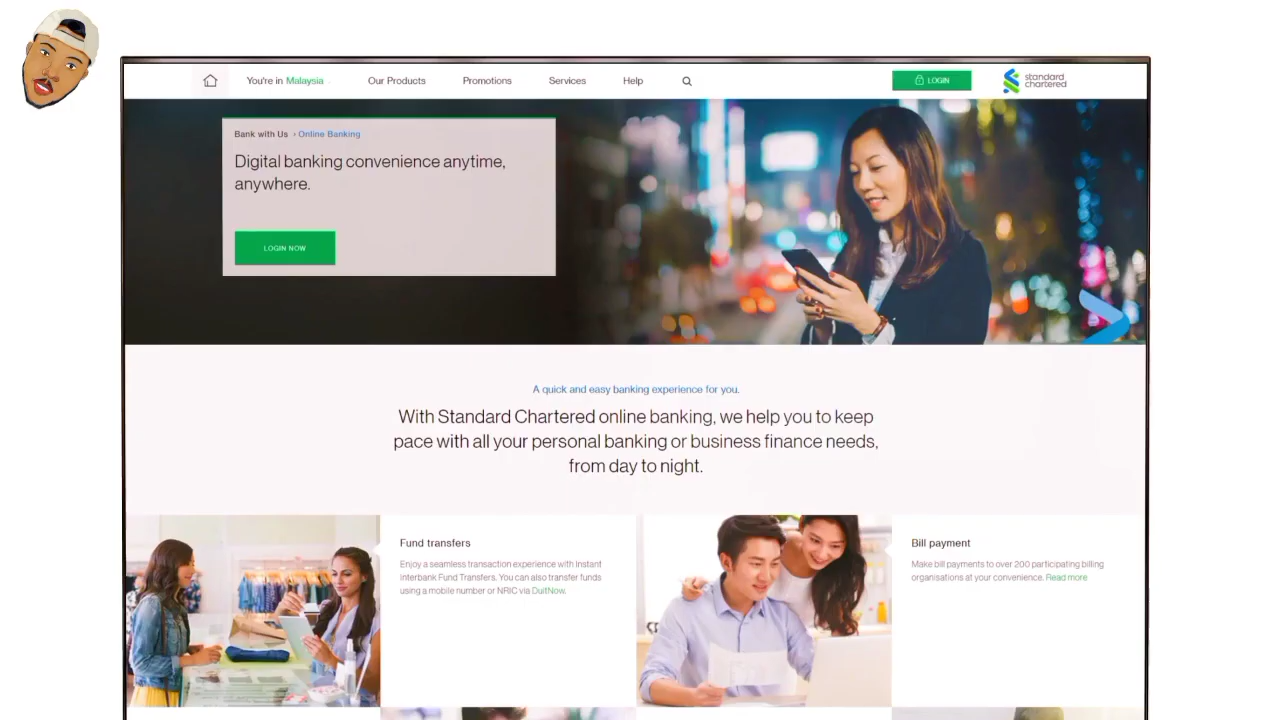 You're in Malaysia
Our Products
Promotions
Services
Help
LOGIN
standard
chartered
Bank with Us › Online Banking
Digital banking convenience anytime,
anywhere.
LOGIN NOW
A quick and easy banking experience for you.
With Standard Chartered online banking, we help you to keep
pace with all your personal banking or business finance needs,
from day to night.
Fund transfers
Enjoy a seamless transaction experience with Instant
Interbank Fund Transfers. You can also transfer funds
using a mobile number or NRIC via DuitNow.
Bill payment
Make bill payments to over 200 participating billing
organisations at your convenience. Read more